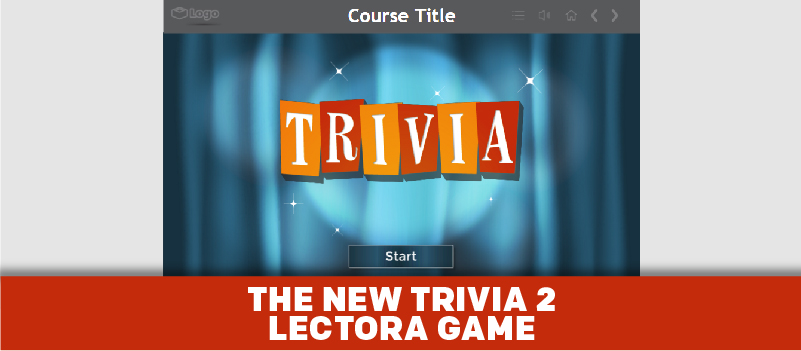 Logo
Course Title
TRIVIA
Start
THE NEW TRIVIA 2
LECTORA GAME